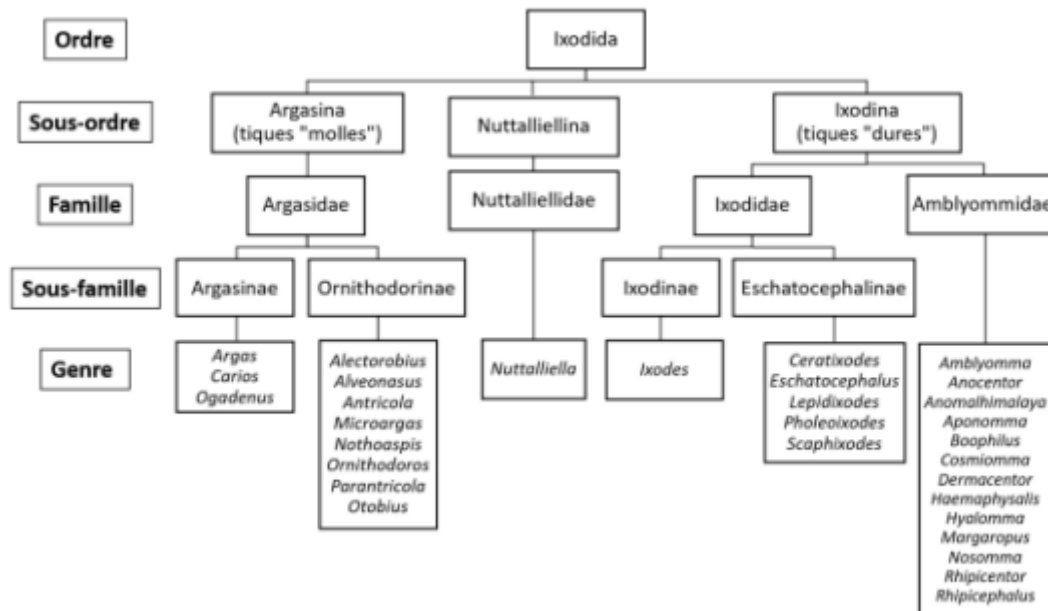 Ordre
Ixodida
Sous-ordre
Argasina
(tiques "molles")
Nuttalliellina
Ixodina
(tiques "dures")
Famille
Argasidae
Nuttalliellidae
Ixodidae
Amblyommidae
Sous-famille
Argasinae
Ornithodorinae
Ixodinae
Eschatocephalinae
Genre
Argas
Carios
Ogadenus
Alectorobius
Alveonasus
Antricola
Microargas
Nothoaspis
Ornithodoros
Parantricola
Otobius
Nuttalliella
Ixodes
Ceratixodes
Eschatocephalus
Lepidixodes
Pholeoixodes
Scaphixodes
Amblyomma
Anocentor
Anomalhimalaya
Aponomma
Boophilus
Cosmiomma
Dermacentor
Haemaphysalis
Hyalomma
Margaropus
Nosomma
Rhipicentor
Rhipicephalus